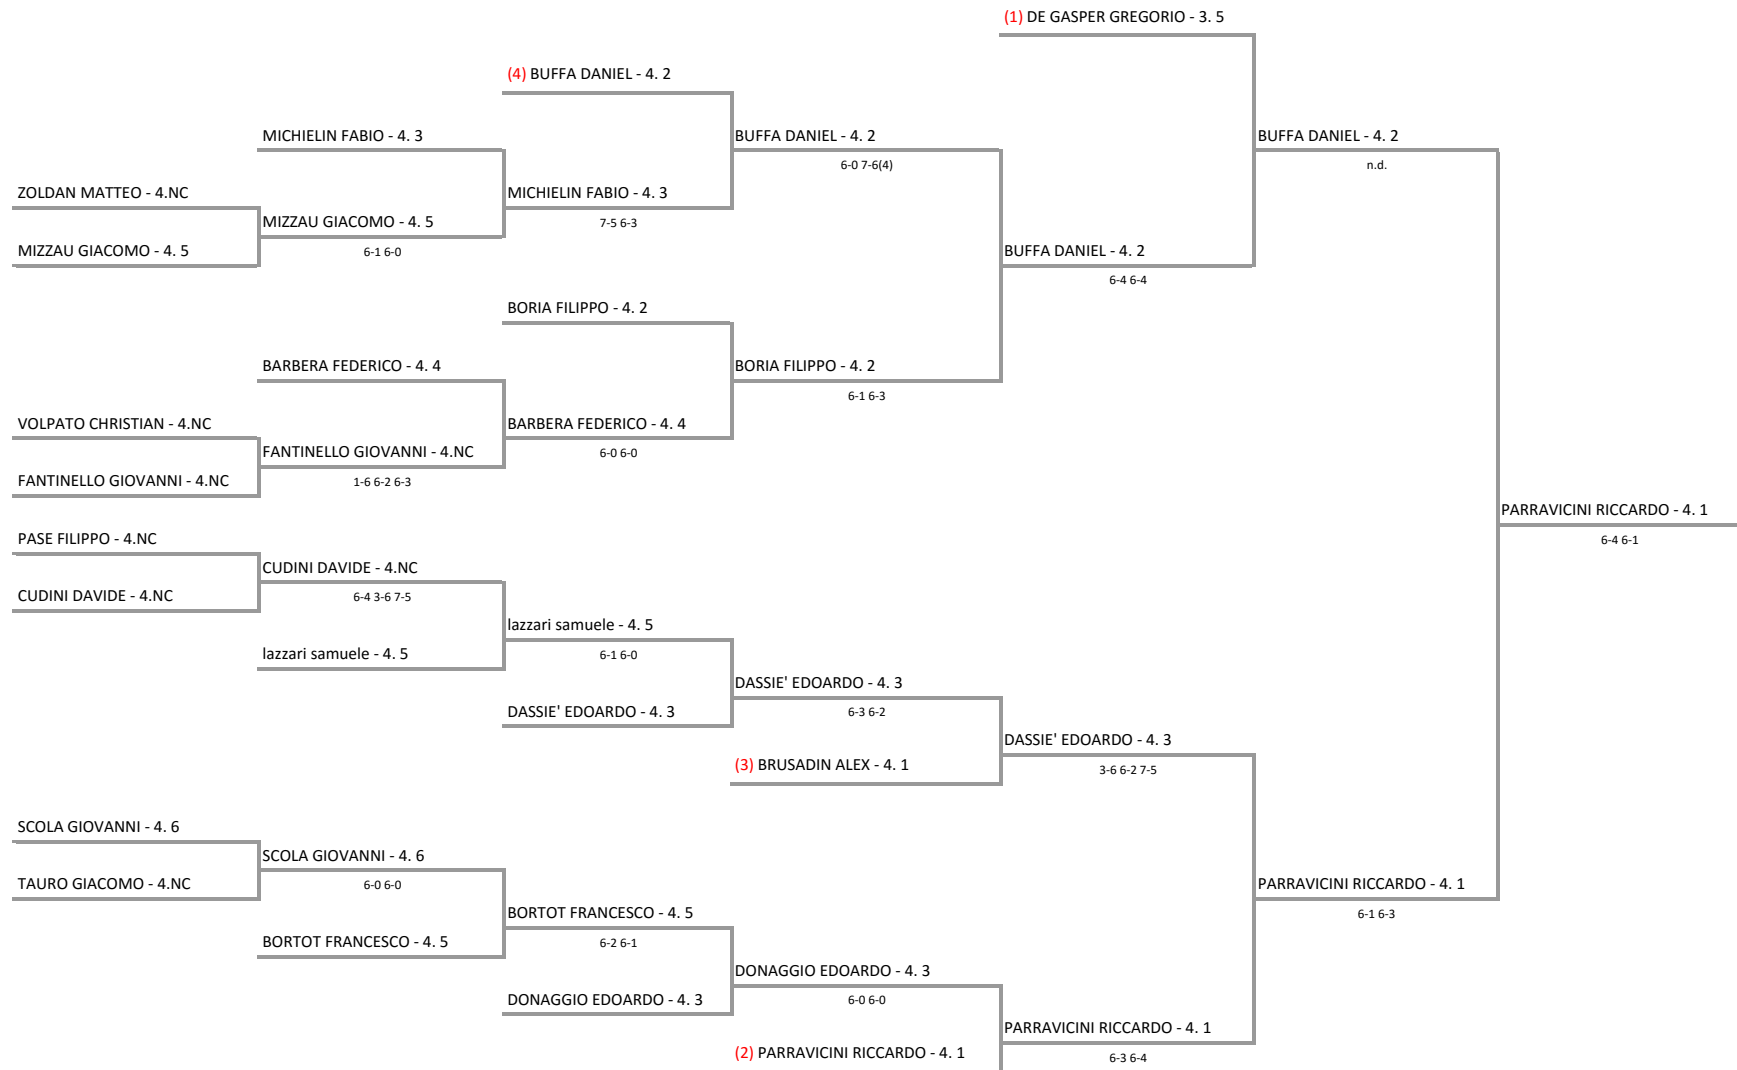 (1) DE GASPER GREGORIO - 3. 5
(4) BUFFA DANIEL - 4. 2
MICHIELIN FABIO - 4. 3
BUFFA DANIEL - 4. 2
BUFFA DANIEL - 4. 2
6-0 7-6(4)
n.d.
ZOLDAN MATTEO - 4.NC
MICHIELIN FABIO - 4. 3
MIZZAU GIACOMO - 4. 5
7-5 6-3
MIZZAU GIACOMO - 4. 5
6-1 6-0
BUFFA DANIEL - 4. 2
6-4 6-4
BORIA FILIPPO - 4. 2
BARBERA FEDERICO - 4. 4
BORIA FILIPPO - 4. 2
6-1 6-3
VOLPATO CHRISTIAN - 4.NC
BARBERA FEDERICO - 4. 4
FANTINELLO GIOVANNI - 4.NC
6-0 6-0
FANTINELLO GIOVANNI - 4.NC
1-6 6-2 6-3
PARRAVICINI RICCARDO - 4. 1
PASE FILIPPO - 4.NC
6-4 6-1
CUDINI DAVIDE - 4.NC
CUDINI DAVIDE - 4.NC
6-4 3-6 7-5
lazzari samuele - 4. 5
lazzari samuele - 4. 5
6-1 6-0
DASSIE' EDOARDO - 4. 3
DASSIE' EDOARDO - 4. 3
6-3 6-2
DASSIE' EDOARDO - 4. 3
(3) BRUSADIN ALEX - 4. 1
3-6 6-2 7-5
SCOLA GIOVANNI - 4. 6
SCOLA GIOVANNI - 4. 6
TAURO GIACOMO - 4.NC
6-0 6-0
PARRAVICINI RICCARDO - 4. 1
BORTOT FRANCESCO - 4. 5
6-1 6-3
BORTOT FRANCESCO - 4. 5
6-2 6-1
DONAGGIO EDOARDO - 4. 3
DONAGGIO EDOARDO - 4. 3
6-0 6-0
PARRAVICINI RICCARDO - 4. 1
(2) PARRAVICINI RICCARDO - 4. 1
6-3 6-4